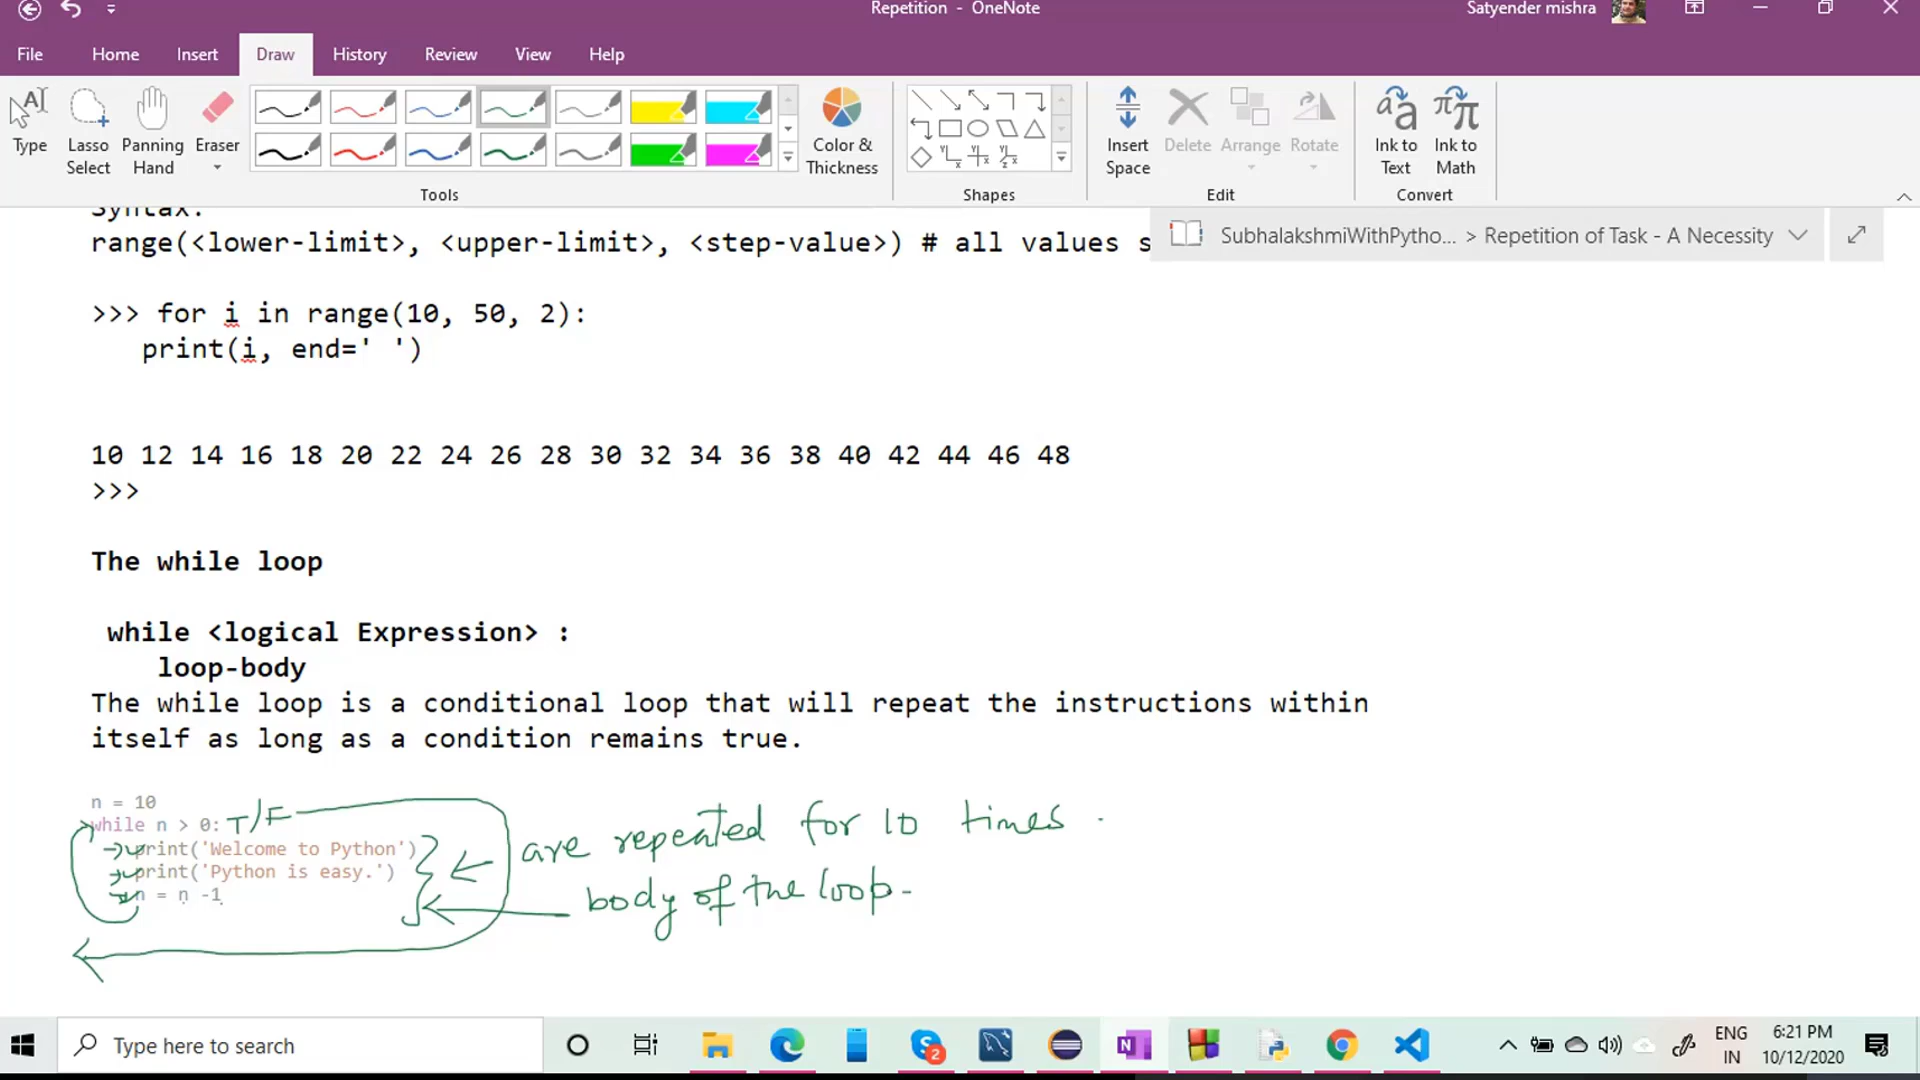 Repetition - OneNote
Satyender mishra
File Home Insert Draw History Review View Help
Type
Lasso Select
Panning Hand
Eraser
Color & Thickness
Insert Space
Delete
Arrange
Rotate
Ink to Text
Ink to Math
Tools
Shapes
Edit
Convert
Syntax:
range(<lower-limit>, <upper-limit>, <step-value>) # all values s
SubhalakshmiWithPytho... > Repetition of Task - A Necessity
>>> for i in range(10, 50, 2):
print(i, end=' ')
10 12 14 16 18 20 22 24 26 28 30 32 34 36 38 40 42 44 46 48
>>>
The while loop
while <logical Expression> :
loop-body
The while loop is a conditional loop that will repeat the instructions within
itself as long as a condition remains true.
n = 10
while n > 0: T/F
print('Welcome to Python')
print('Python is easy.')
n = n -1
are repeated for 10 times.
body of the loop-
Type here to search
ENG
IN
6:21 PM
10/12/2020